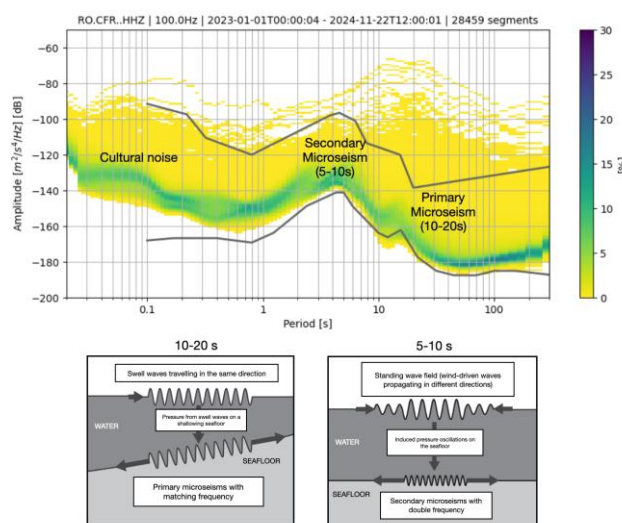 RO.CFR..HHZ | 100.0Hz | 2023-01-01T00:00:04 - 2024-11-22T12:00:01 | 28459 segments
−60
−80
−100
−120
−140
−160
−180
−200
Amplitude [m²/s⁴/Hz] [dB]
Cultural noise
Secondary
Microseism
(5-10s)
Primary
Microseism
(10-20s)
0.1
1
10
100
Period [s]
30
25
20
15
10
5
0
[%]
10-20 s
Swell waves travelling in the same direction
Pressure from swell waves on a
shallowing seafloor
WATER
SEAFLOOR
Primary microseisms with
matching frequency
5-10 s
Standing wave field (wind-driven waves
propagating in different directions)
WATER
Induced pressure oscillations on
the seafloor
SEAFLOOR
Secondary microseisms with
double frequency